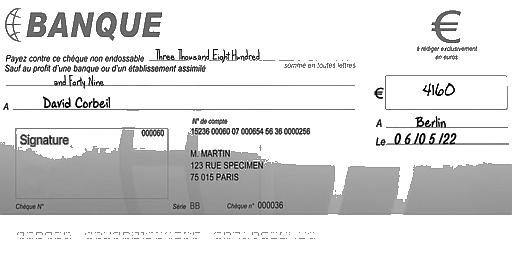 BANQUE
€
à rédiger exclusivement
en euros
Payez contre ce chèque non endossable Three Thousand Eight Hundred
Sauf au profit d'une banque ou d'un établissement assimilé somme en toutes lettres
and Forty Nine
€ 4160
A David Corbeil
A Berlin
Le 06/05/22
N° de compte
Signature 000060 15236 00060 07 000654 56 36 0000256
M. MARTIN
123 RUE SPECIMEN
75 015 PARIS
Chèque N° Série BB Chèque n° 000036